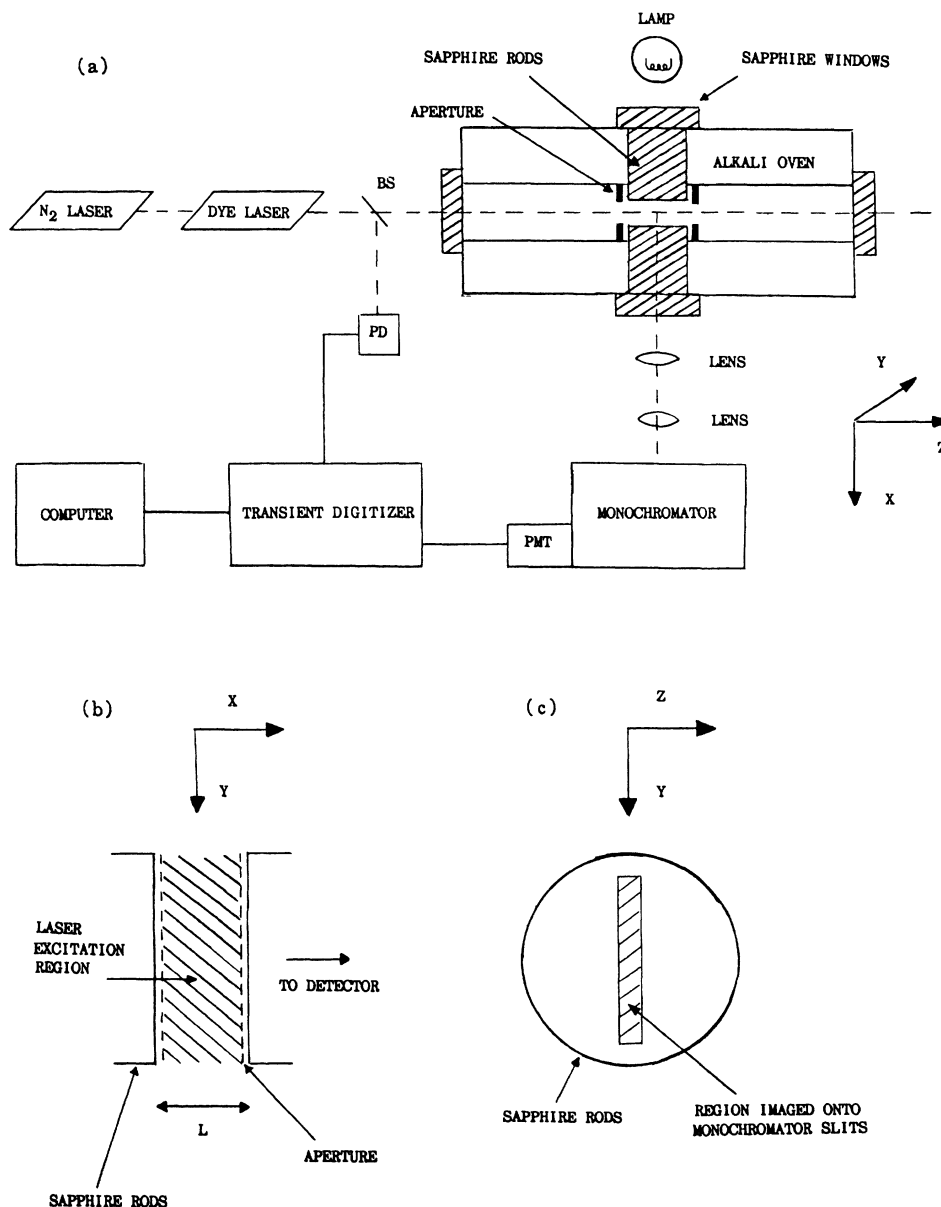 (a)
LAMP
SAPPHIRE RODS
SAPPHIRE WINDOWS
APERTURE
ALKALI OVEN
BS
N₂ LASER
DYE LASER
PD
LENS
LENS
Y
Z
X
COMPUTER
TRANSIENT DIGITIZER
PMT
MONOCHROMATOR
(b)
X
Y
LASER
EXCITATION
REGION
TO DETECTOR
L
APERTURE
SAPPHIRE RODS
(c)
Z
Y
SAPPHIRE RODS
REGION IMAGED ONTO
MONOCHROMATOR SLITS